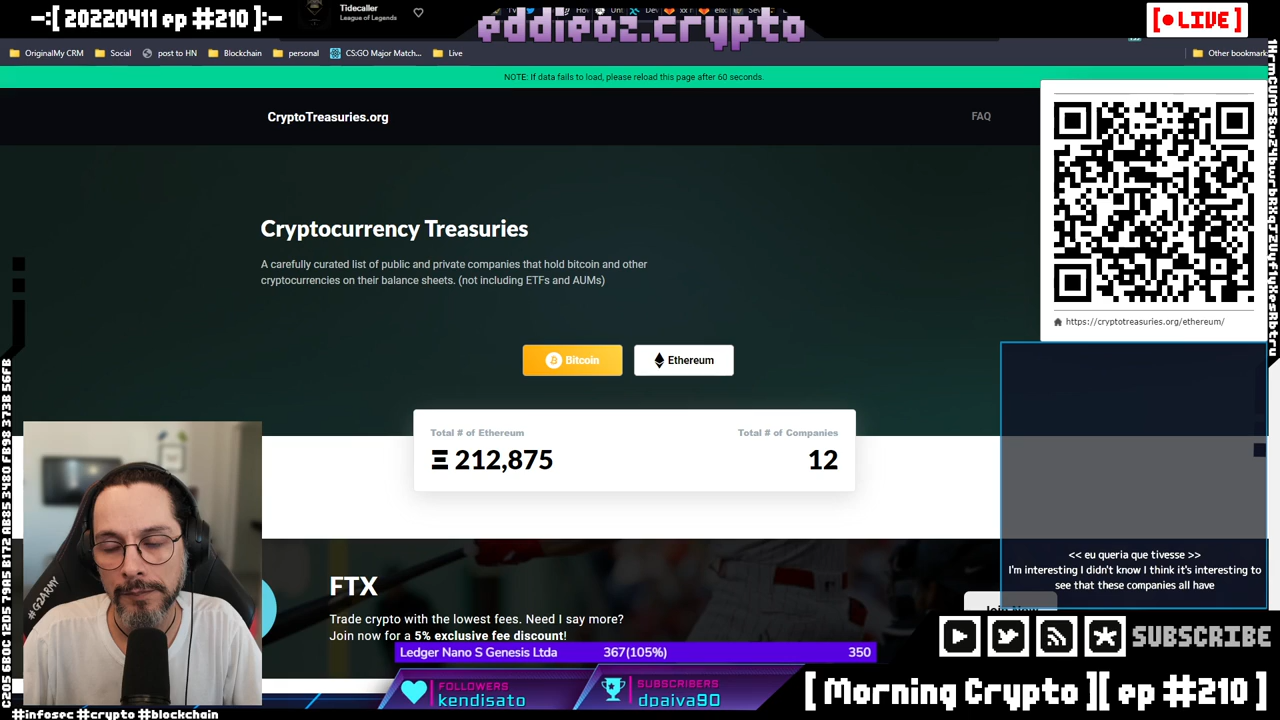 -:[ 20220411 ep #210 ]:-
Tidecaller
League of Legends
eddieoz.crypto
[•LIVE]
OriginalMy CRM
Social
post to HN
Blockchain
personal
CS:GO Major Match...
Live
Other bookmark
NOTE: If data fails to load, please reload this page after 60 seconds.
CryptoTreasuries.org
FAQ
Cryptocurrency Treasuries
A carefully curated list of public and private companies that hold bitcoin and other
cryptocurrencies on their balance sheets. (not including ETFs and AUMs)
https://cryptotreasuries.org/ethereum/
Bitcoin
Ethereum
Total # of Ethereum
Total # of Companies
Ξ 212,875
12
<< eu queria que tivesse >>
I'm interesting I didn't know I think it's interesting to
see that these companies all have
FTX
Trade crypto with the lowest fees. Need I say more?
Join now for a 5% exclusive fee discount!
Join Now
#G2ARMY
Ledger Nano S Genesis Ltda
367(105%)
350
SUBSCRIBE
FOLLOWERS
kendisato
SUBSCRIBERS
dpaiva90
[ Morning Crypto ][ ep #210 ]
#infosec #crypto #blockchain